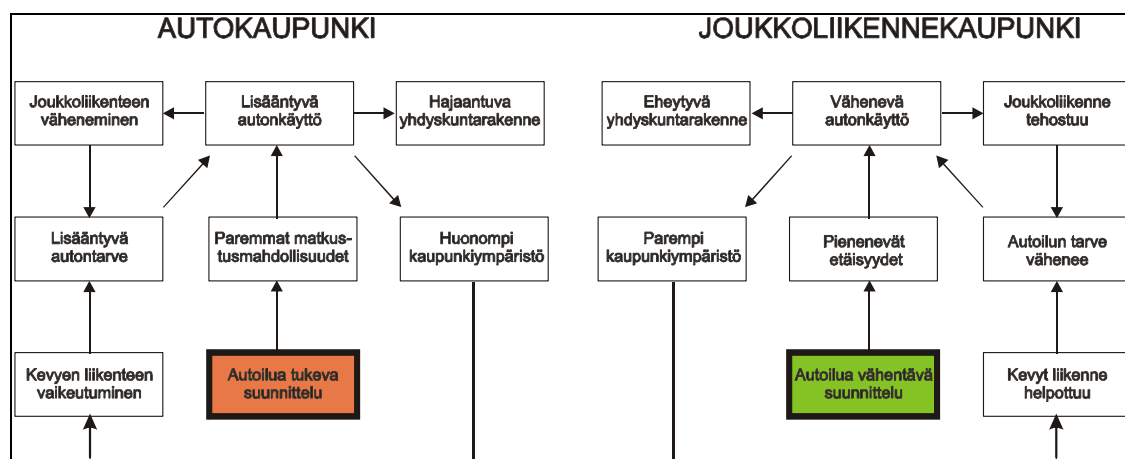 AUTOKAUPUNKI
JOUKKOLIIKENNEKAUPUNKI
Joukkoliikenteen
väheneminen
Lisääntyvä
autonkäyttö
Hajaantuva
yhdyskuntarakenne
Eheytyvä
yhdyskuntarakenne
Vähenevä
autonkäyttö
Joukkoliikenne
tehostuu
Lisääntyvä
autontarve
Paremmat matkus-
tusmahdollisuudet
Huonompi
kaupunkiympäristö
Parempi
kaupunkiympäristö
Pienenevät
etäisyydet
Autoilun tarve
vähenee
Kevyen liikenteen
vaikeutuminen
Autoilua tukeva
suunnittelu
Autoilua vähentävä
suunnittelu
Kevyt liikenne
helpottuu